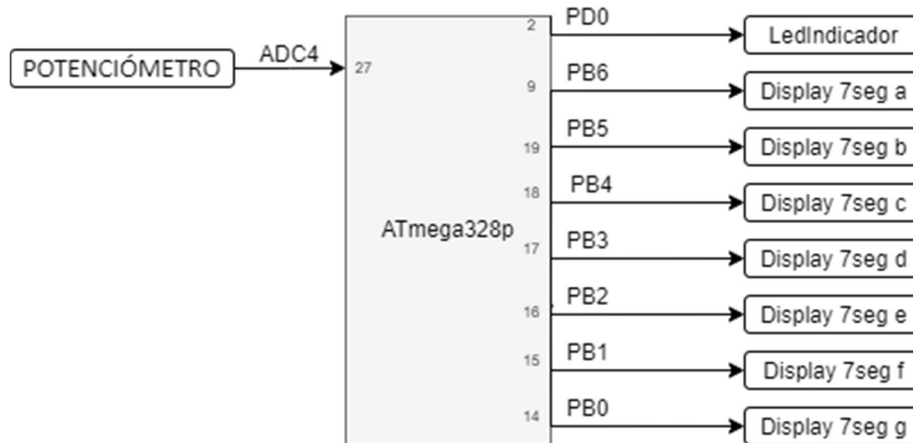 POTENCIÓMETRO
ADC4
27
ATmega328p
2
PD0
LedIndicador
9
PB6
Display 7seg a
19
PB5
Display 7seg b
18
PB4
Display 7seg c
17
PB3
Display 7seg d
16
PB2
Display 7seg e
15
PB1
Display 7seg f
14
PB0
Display 7seg g